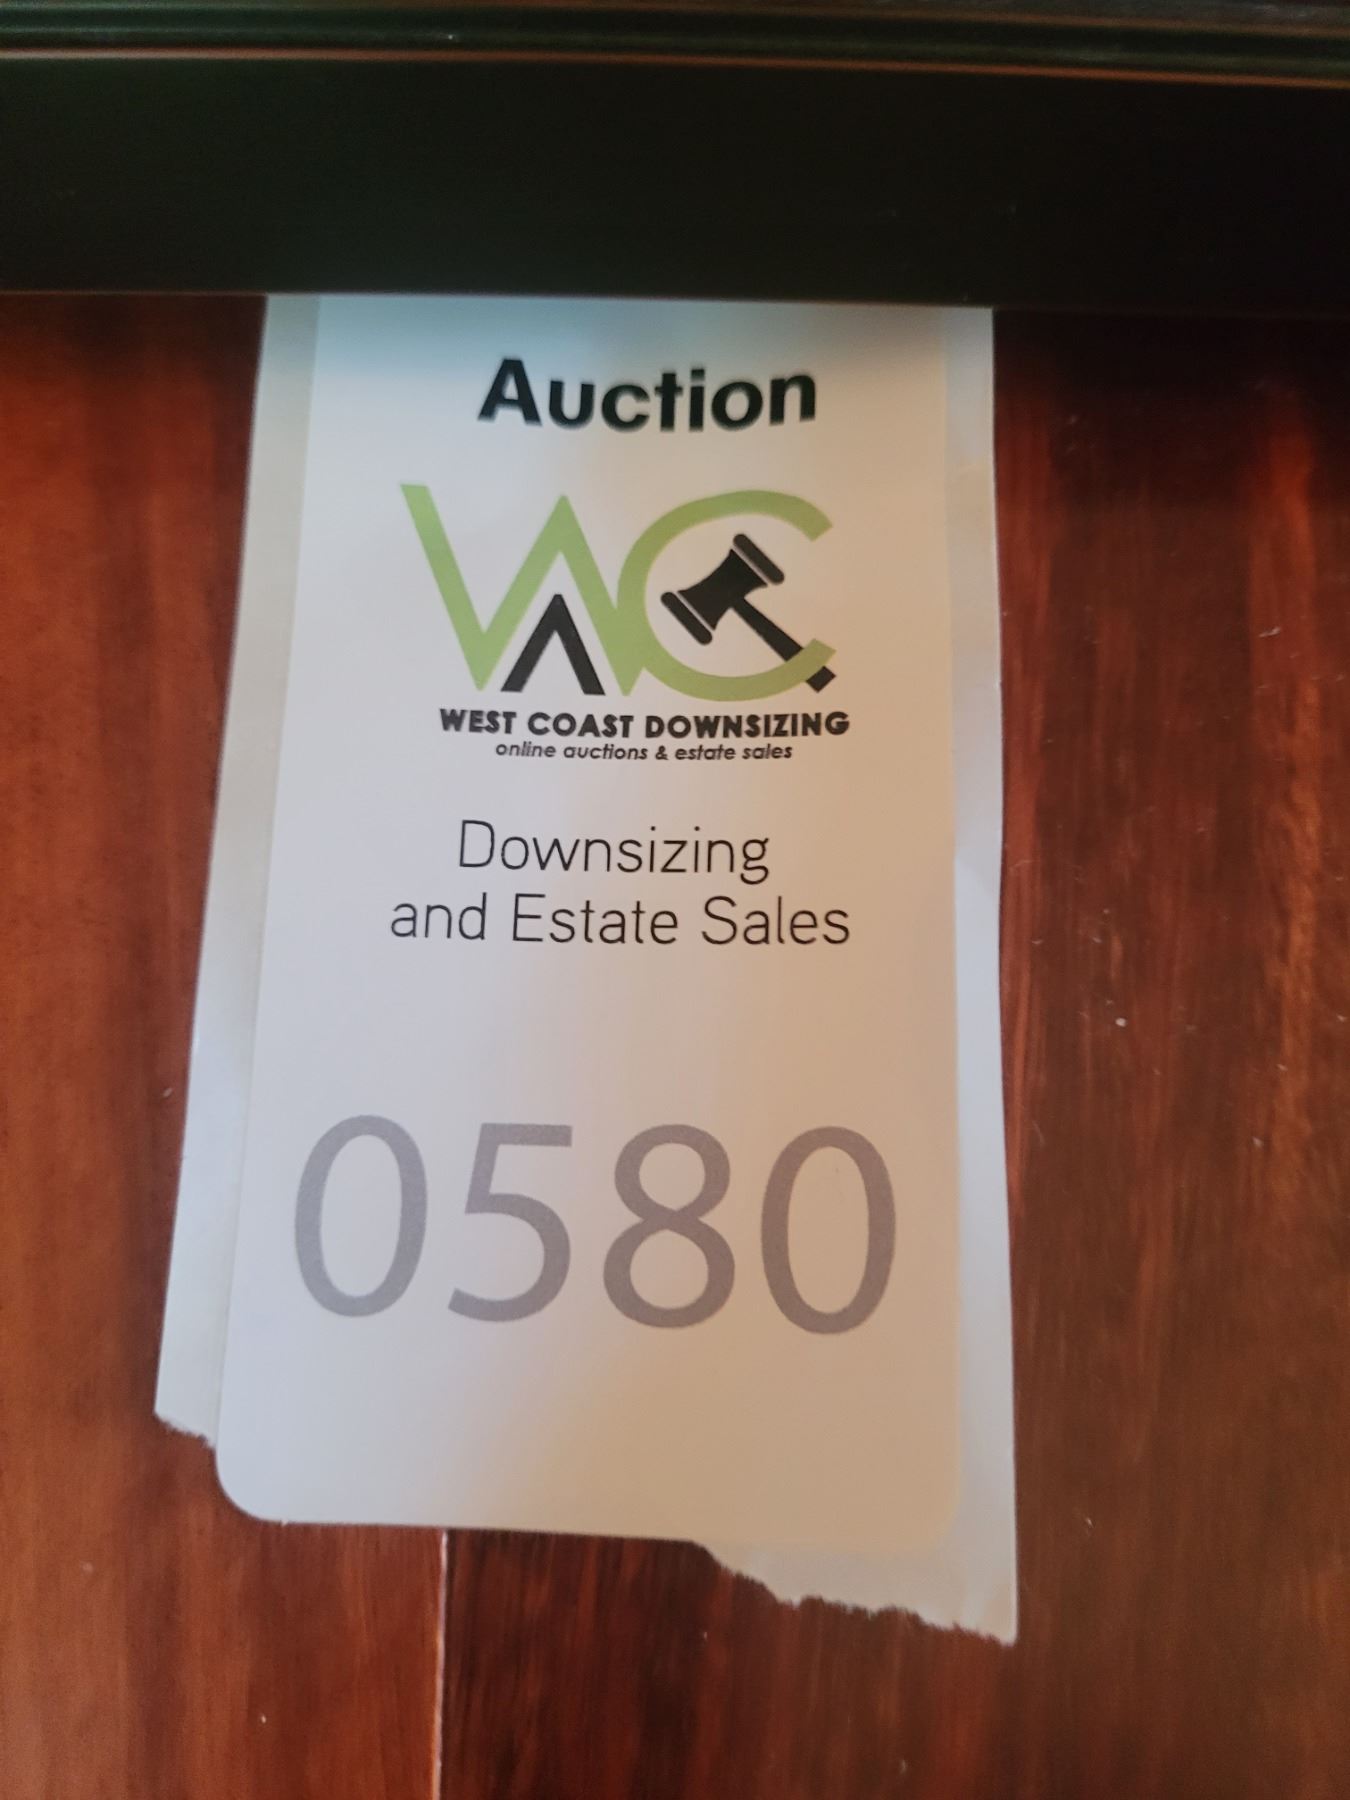 Auction
WC
WEST COAST DOWNSIZING
online auctions & estate sales
Downsizing
and Estate Sales
0580